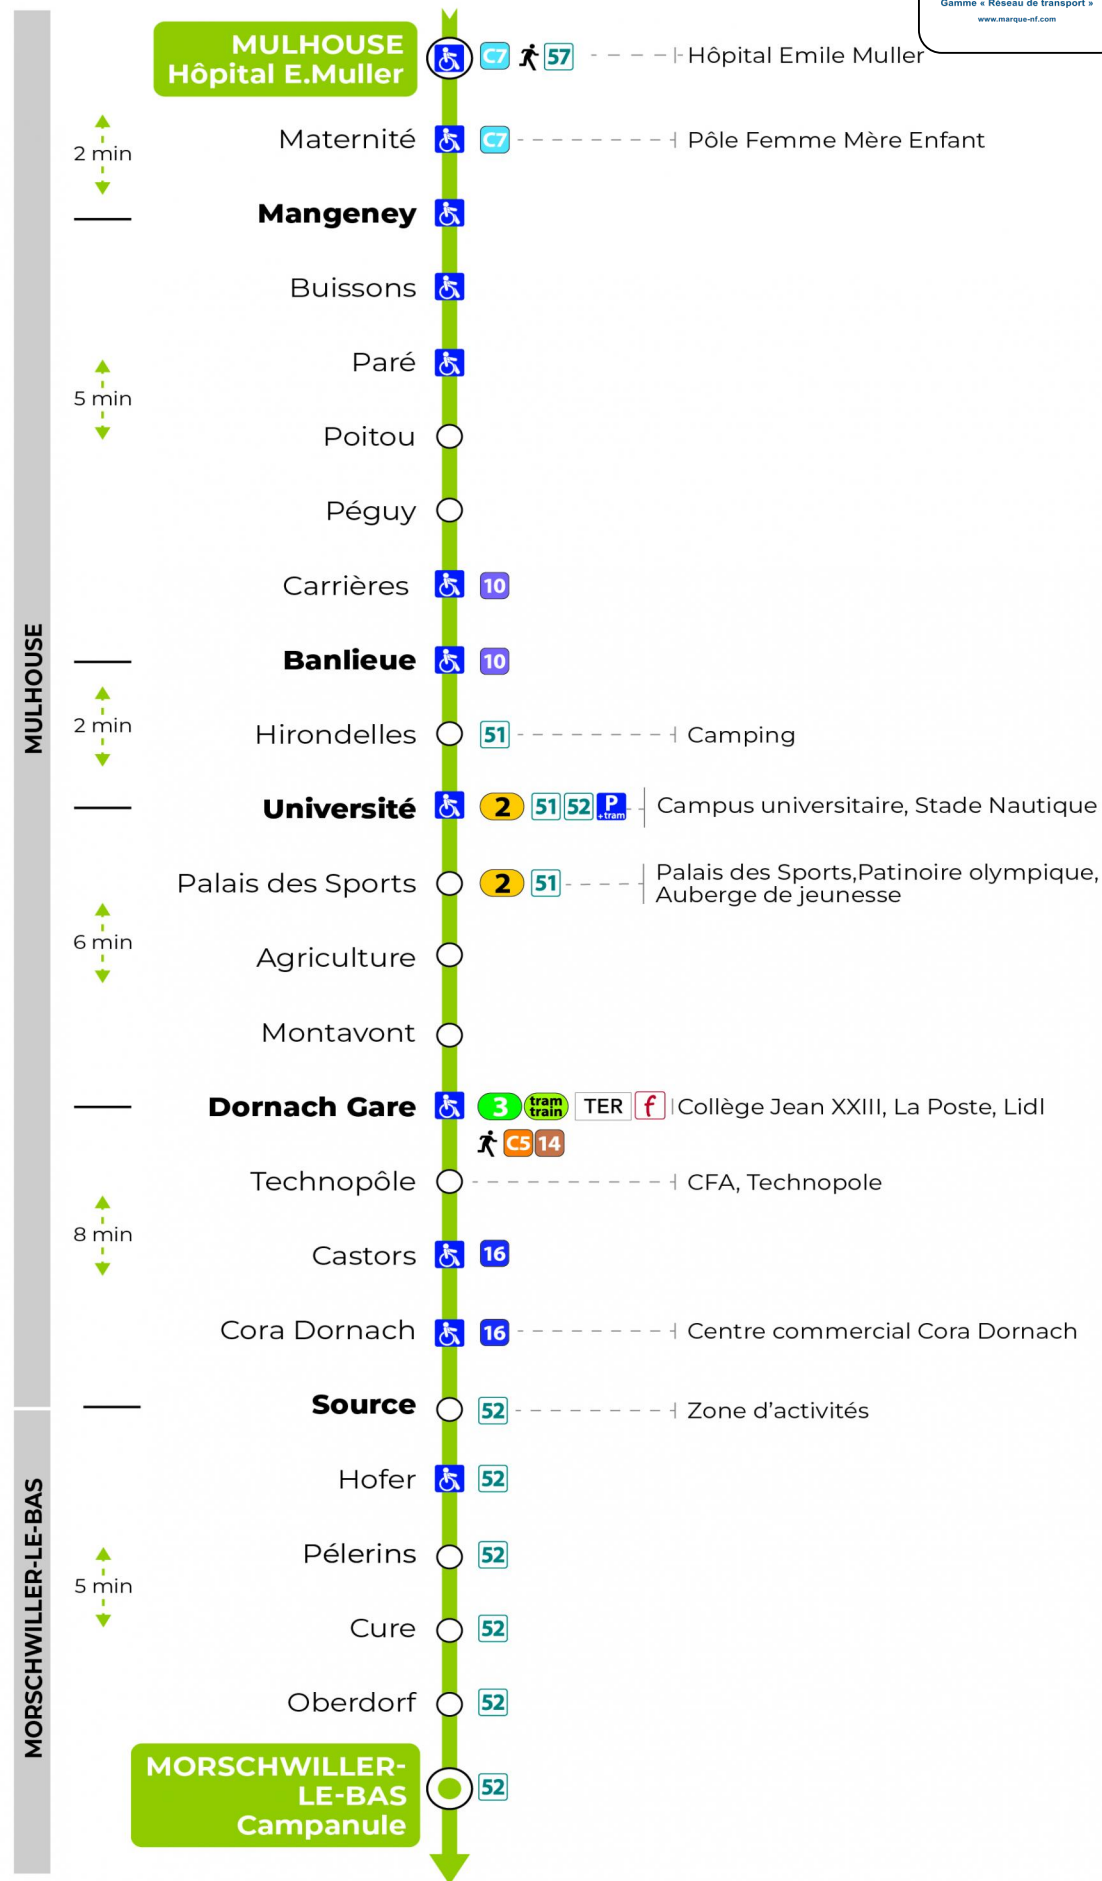 Gamme « Réseau de transport »
www.marque-nf.com
MULHOUSE
Hôpital E.Muller
C7 57
Hôpital Emile Muller
2 min
Maternité
C7
Pôle Femme Mère Enfant
Mangeney
Buissons
Paré
5 min
Poitou
Péguy
Carrières
10
MULHOUSE
Banlieue
10
2 min
Hirondelles
51
Camping
Université
2 51 52 P
+tram
Campus universitaire, Stade Nautique
Palais des Sports
2 51
Palais des Sports,Patinoire olympique,
Auberge de jeunesse
6 min
Agriculture
Montavont
Dornach Gare
3 tram
train
TER f
Collège Jean XXIII, La Poste, Lidl
C5 14
Technopôle
CFA, Technopole
8 min
Castors
16
Cora Dornach
16
Centre commercial Cora Dornach
Source
52
Zone d’activités
MORSCHWILLER-LE-BAS
Hofer
52
Pélerins
52
5 min
Cure
52
Oberdorf
52
MORSCHWILLER-
LE-BAS
Campanule
52